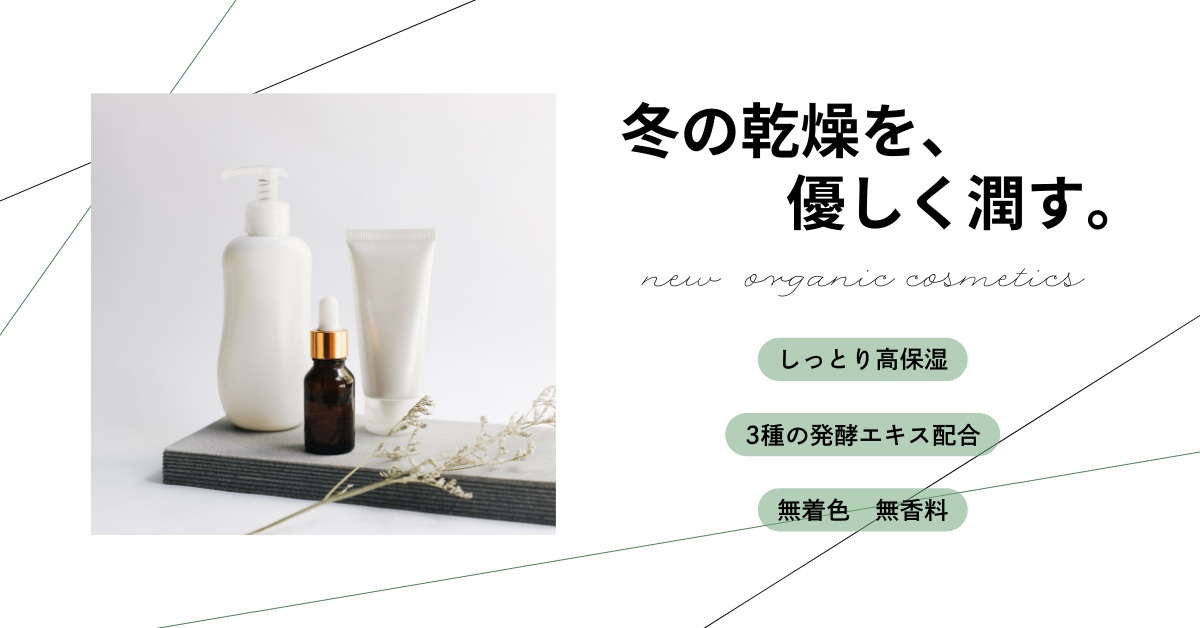 冬の乾燥を、
優しく潤す。
new organic cosmetics
しっとり高保湿
3種の発酵エキス配合
無着色　無香料